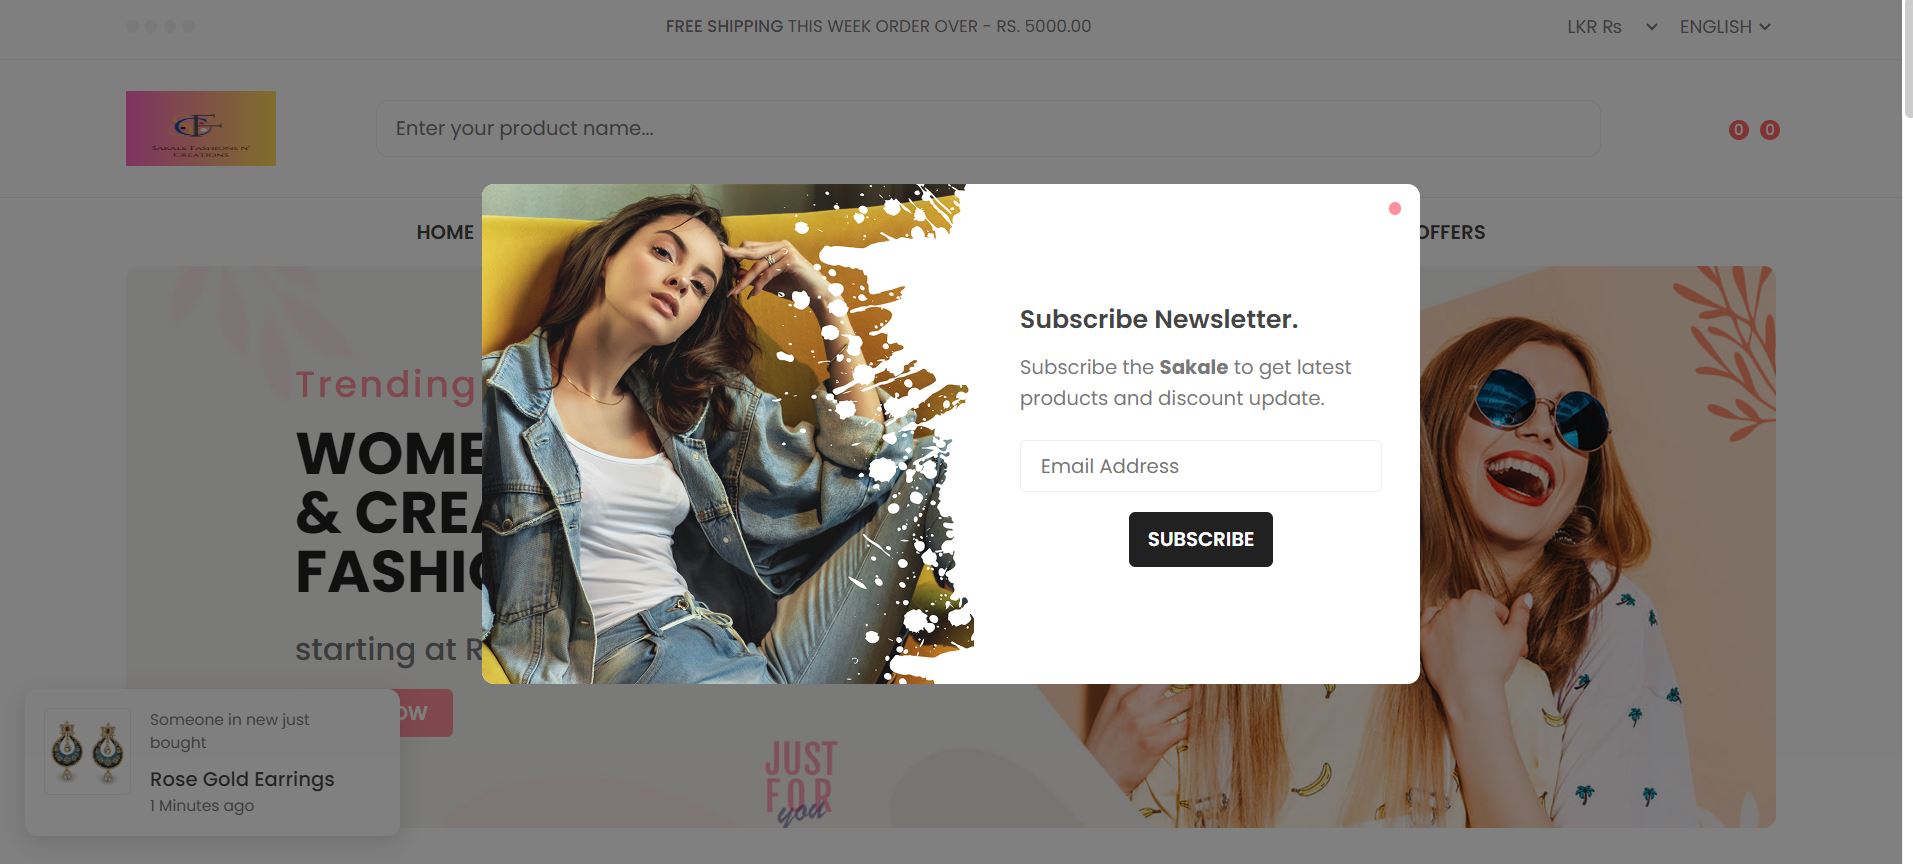 FREE SHIPPING THIS WEEK ORDER OVER - RS. 5000.00
LKR Rs
ENGLISH
SAKALE FASHIONS N'
CREATIONS
Enter your product name...
0
0
HOME
OFFERS
Trending
WOME
& CREA
FASHIO
starting at R
OW
Subscribe Newsletter.
Subscribe the Sakale to get latest
products and discount update.
Email Address
SUBSCRIBE
Someone in new just
bought
Rose Gold Earrings
1 Minutes ago
JUST
FOR
you